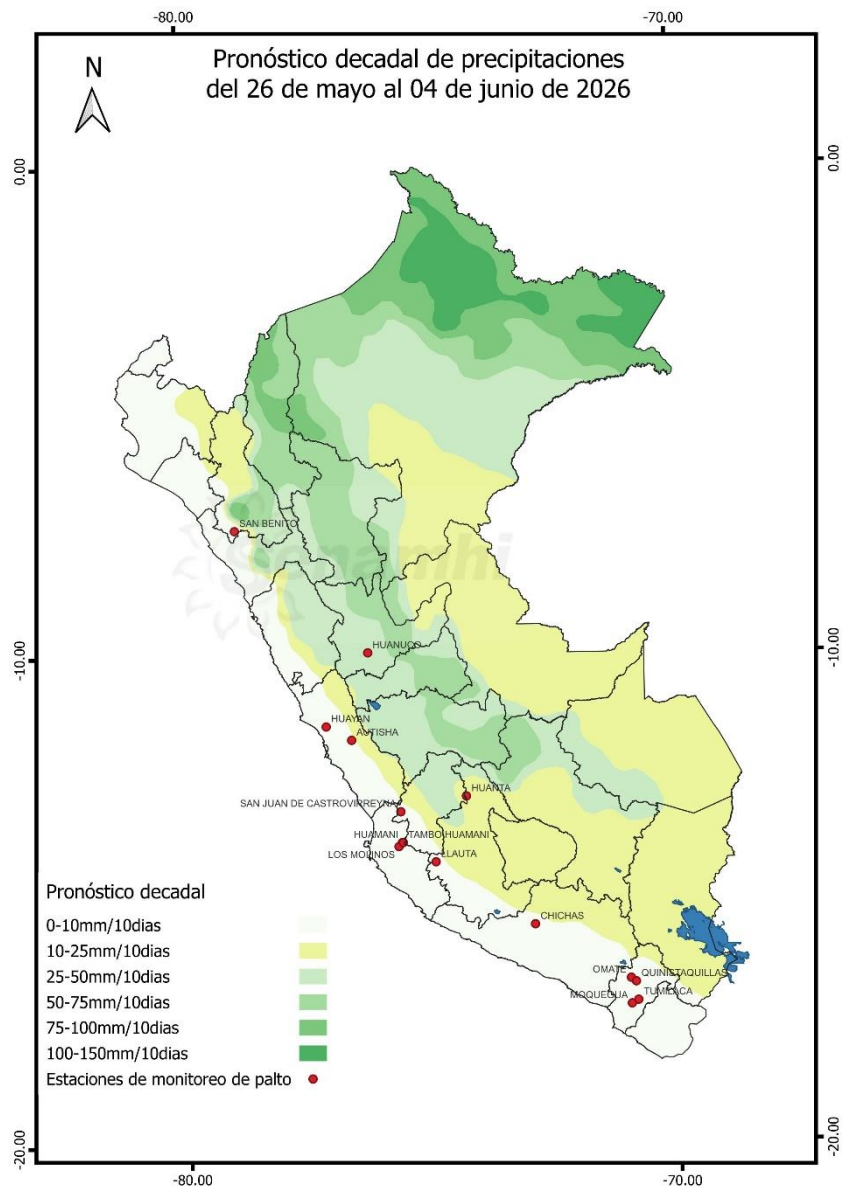 -80.00
-70.00
Pronóstico decadal de precipitaciones
del 26 de mayo al 04 de junio de 2026
N
0.00
0.00
SAN BENITO
Senamhi
HUANUCO
-10.00
-10.00
HUAYAN
AUTISHA
HUANTA
SAN JUAN DE CASTROVIRREYNA
HUAMANI
TAMBO HUAMANI
LOS MOLINOS
LLAUTA
CHICHAS
OMATE
QUINISTAQUILLAS
MOQUEGUA
TUMILACA
Pronóstico decadal
0-10mm/10dias
10-25mm/10dias
25-50mm/10dias
50-75mm/10dias
75-100mm/10dias
100-150mm/10dias
Estaciones de monitoreo de palto
-20.00
-20.00
-80.00
-70.00